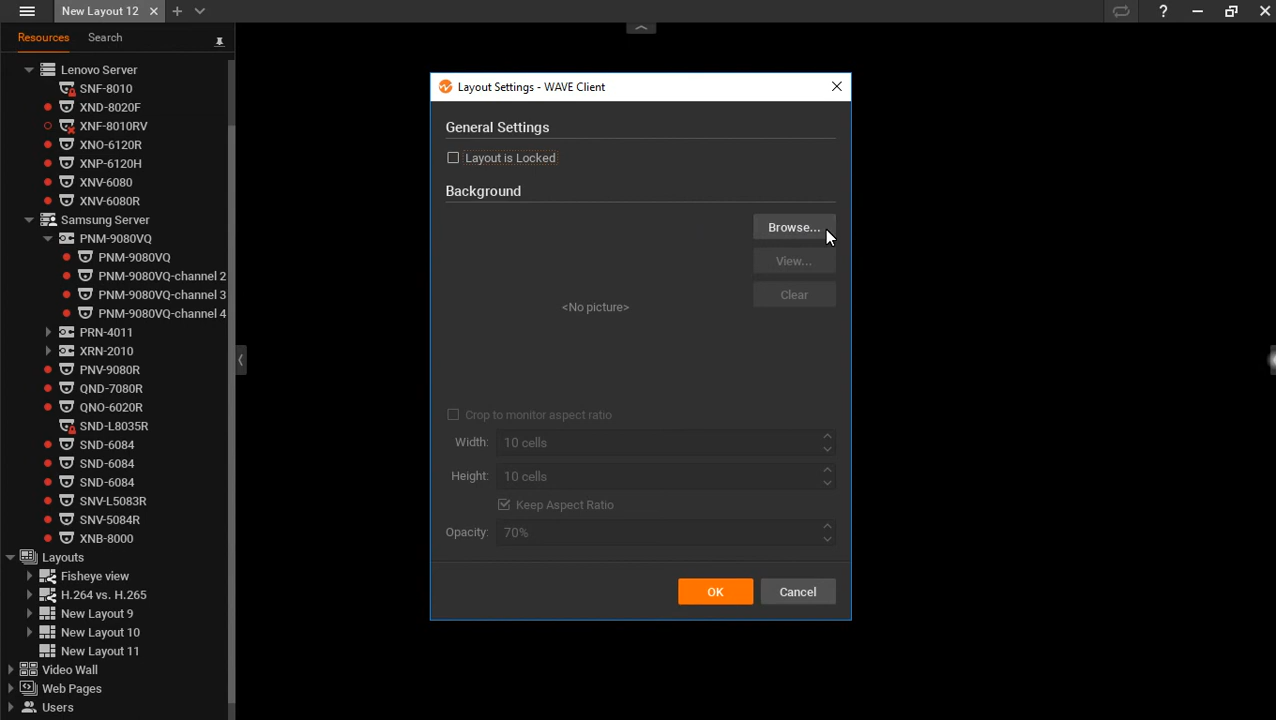 New Layout 12
Resources
Search
Lenovo Server
SNF-8010
XND-8020F
XNF-8010RV
XNO-6120R
XNP-6120H
XNV-6080
XNV-6080R
Samsung Server
PNM-9080VQ
PNM-9080VQ
PNM-9080VQ-channel 2
PNM-9080VQ-channel 3
PNM-9080VQ-channel 4
PRN-4011
XRN-2010
PNV-9080R
QND-7080R
QNO-6020R
SND-L8035R
SND-6084
SND-6084
SND-6084
SNV-L5083R
SNV-5084R
XNB-8000
Layouts
Fisheye view
H.264 vs. H.265
New Layout 9
New Layout 10
New Layout 11
Video Wall
Web Pages
Users
Layout Settings - WAVE Client
General Settings
Layout is Locked
Background
Browse...
View...
Clear
<No picture>
Crop to monitor aspect ratio
Width: 10 cells
Height: 10 cells
Keep Aspect Ratio
Opacity: 70%
OK
Cancel